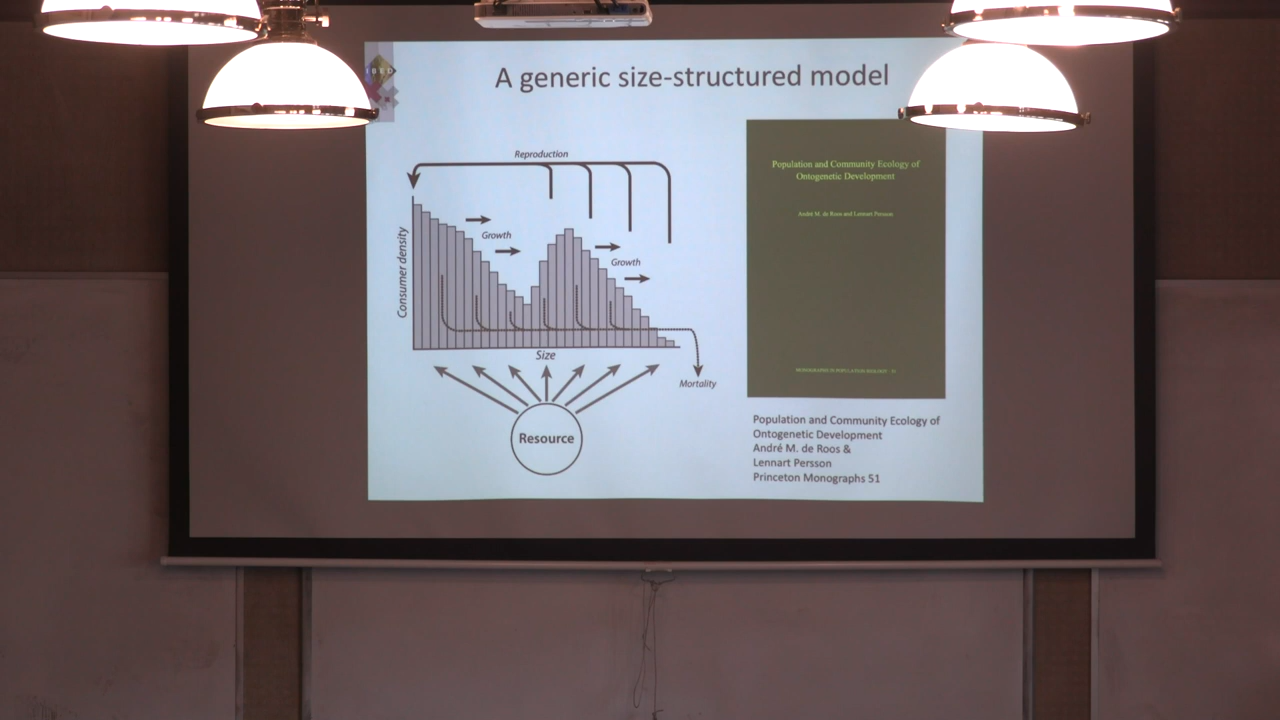 IBED
A generic size-structured model
Reproduction
Consumer density
Growth
Growth
Size
Mortality
Resource
Population and Community Ecology of
Ontogenetic Development
André M. de Roos and Lennart Persson
MONOGRAPHS IN POPULATION BIOLOGY · 51
Population and Community Ecology of
Ontogenetic Development
André M. de Roos &
Lennart Persson
Princeton Monographs 51